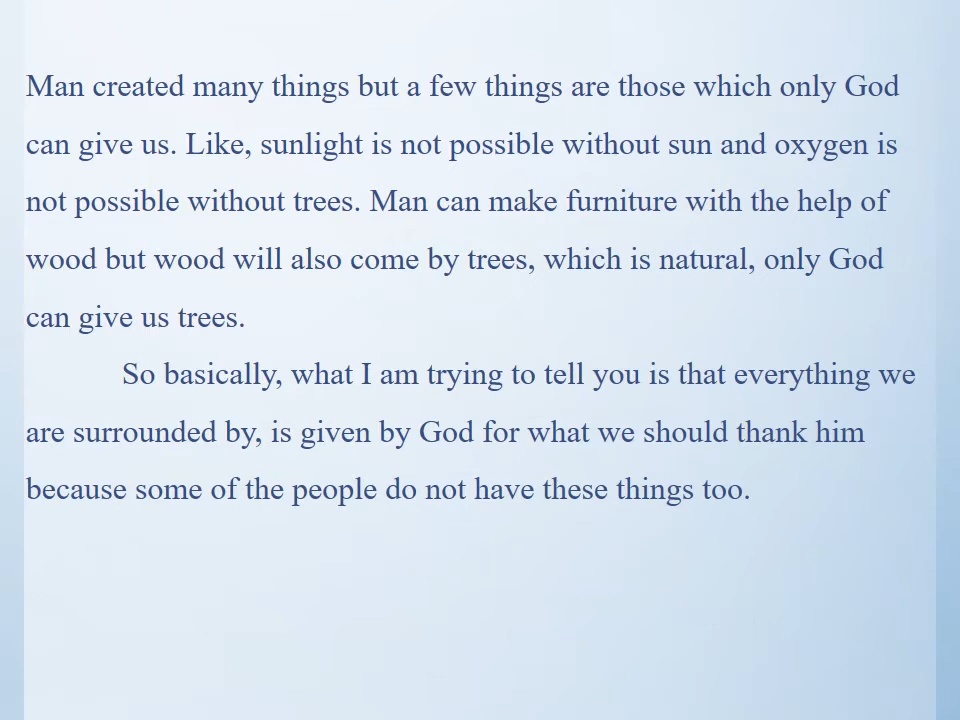 Man created many things but a few things are those which only God
can give us. Like, sunlight is not possible without sun and oxygen is
not possible without trees. Man can make furniture with the help of
wood but wood will also come by trees, which is natural, only God
can give us trees.
So basically, what I am trying to tell you is that everything we
are surrounded by, is given by God for what we should thank him
because some of the people do not have these things too.